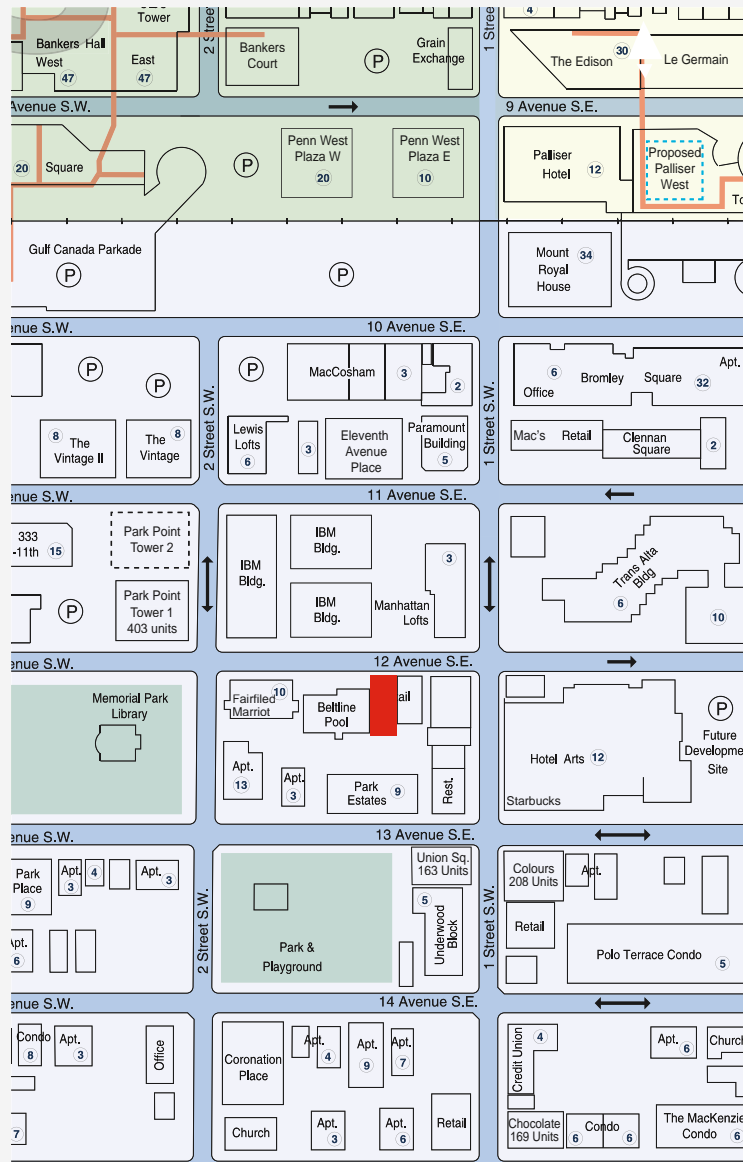 Tower
2 Street
1 Street
4
Bankers Hall
West
47
East
47
Bankers
Court
P
Grain
Exchange
30
The Edison
Le Germain
Avenue S.W.
9 AVENUE S.E.
20
Square
P
Penn West
Plaza W
20
Penn West
Plaza E
10
Palliser
Hotel
12
Proposed
Palliser
West
Gulf Canada Parkade
P
P
Mount
Royal
House
34
enue S.W.
10 AVENUE S.E.
P
P
P
MacCosham
3
2
6
Office
Bromley Square
Apt.
32
8
The
Vintage II
8
The
Vintage
2 Street S.W.
Lewis
Lofts
6
3
Eleventh
Avenue
Place
Paramount
Building
5
1 Street S.W.
Mac's
Retail
Clennan
Square
2
enue S.W.
11 AVENUE S.E.
333
-11th
15
Park Point
Tower 2
Park Point
Tower 1
403 units
P
IBM
Bldg.
IBM
Bldg.
IBM
Bldg.
3
Manhattan
Lofts
Trans Alta
Bldg
6
10
enue S.W.
12 AVENUE S.E.
Memorial Park
Library
10
Fairfiled
Marriot
Beltline
Pool
ail
Apt.
13
Apt.
3
Park
Estates
9
Rest.
Hotel Arts
12
Starbucks
P
Future
Developme
Site
enue S.W.
13 AVENUE S.E.
Park
Place
9
Apt.
3
4
Apt.
3
Apt.
6
2 Street S.W.
Park &
Playground
Union Sq.
163 Units
5
Underwood
Block
1 Street S.W.
Colours
208 Units
Apt.
Retail
Polo Terrace Condo
5
enue S.W.
14 AVENUE S.E.
Condo
8
Apt.
3
Office
7
Coronation
Place
Apt.
4
Apt.
9
Apt.
7
Church
Apt.
3
Apt.
6
Retail
Credit Union
4
Apt.
6
Church
Chocolate
169 Units
Condo
6
6
The MacKenzie
Condo
6